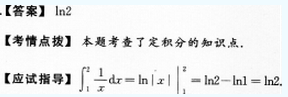 【答案】ln2
【考情点拨】本题考查了定积分的知识点.
【应试指导】∫₁² 1/x dx = ln|x| |₁² = ln2−ln1 = ln2.